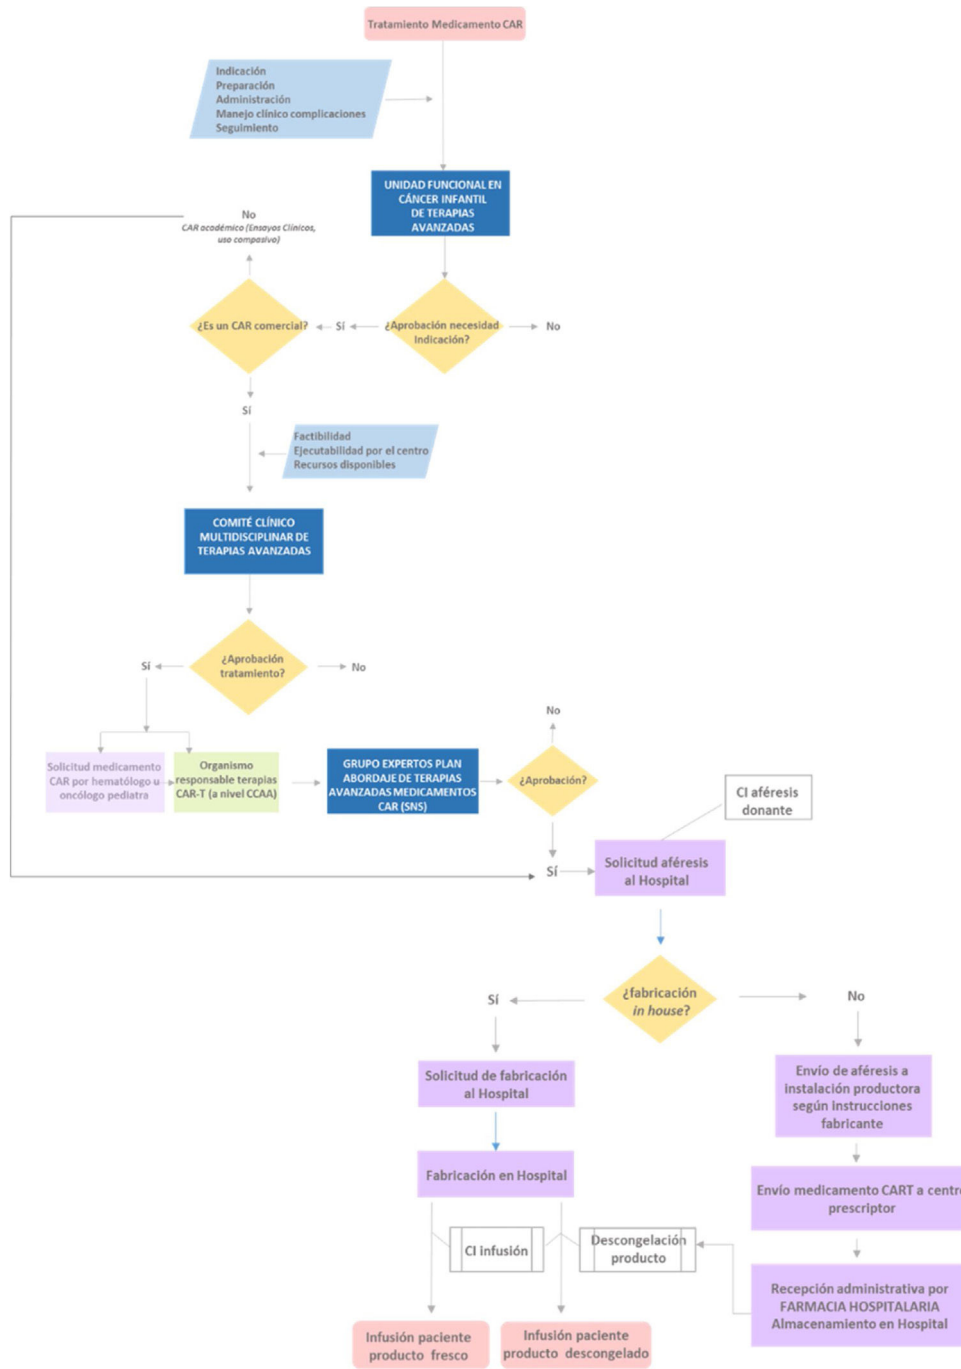 Tratamiento Medicamento CAR
Indicación
Preparación
Administración
Manejo clínico complicaciones
Seguimiento
UNIDAD FUNCIONAL EN
CÁNCER INFANTIL
DE TERAPIAS
AVANZADAS
No
CAR académico (Ensayos Clínicos,
uso compasivo)
¿Es un CAR comercial?
Sí
¿Aprobación necesidad
Indicación?
No
Sí
Factibilidad
Ejecutabilidad por el centro
Recursos disponibles
COMITÉ CLÍNICO
MULTIDISCIPLINAR DE
TERAPIAS AVANZADAS
Sí
¿Aprobación
tratamiento?
No
Solicitud medicamento
CAR por hematólogo u
oncólogo pediatra
Organismo
responsable terapias
CAR-T (a nivel CCAA)
GRUPO EXPERTOS PLAN
ABORDAJE DE TERAPIAS
AVANZADAS MEDICAMENTOS
CAR (SNS)
No
¿Aprobación?
Sí
CI aféresis
donante
Solicitud aféresis
al Hospital
¿fabricación
in house?
Sí
No
Solicitud de fabricación
al Hospital
Envío de aféresis a
instalación productora
según instrucciones
fabricante
Fabricación en Hospital
Envío medicamento CART a centro
prescriptor
CI infusión
Descongelación
producto
Recepción administrativa por
FARMACIA HOSPITALARIA
Almacenamiento en Hospital
Infusión paciente
producto fresco
Infusión paciente
producto descongelado